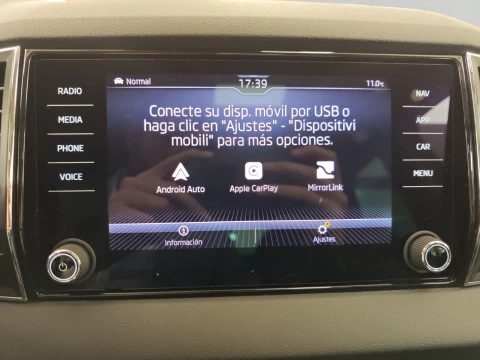 Normal
17:39
11.0°C
RADIO
MEDIA
PHONE
VOICE
NAV
APP
CAR
MENU
Conecte su disp. móvil por USB o
haga clic en "Ajustes" - "Dispositivi
mobili" para más opciones.
Android Auto
Apple CarPlay
MirrorLink
Información
Ajustes